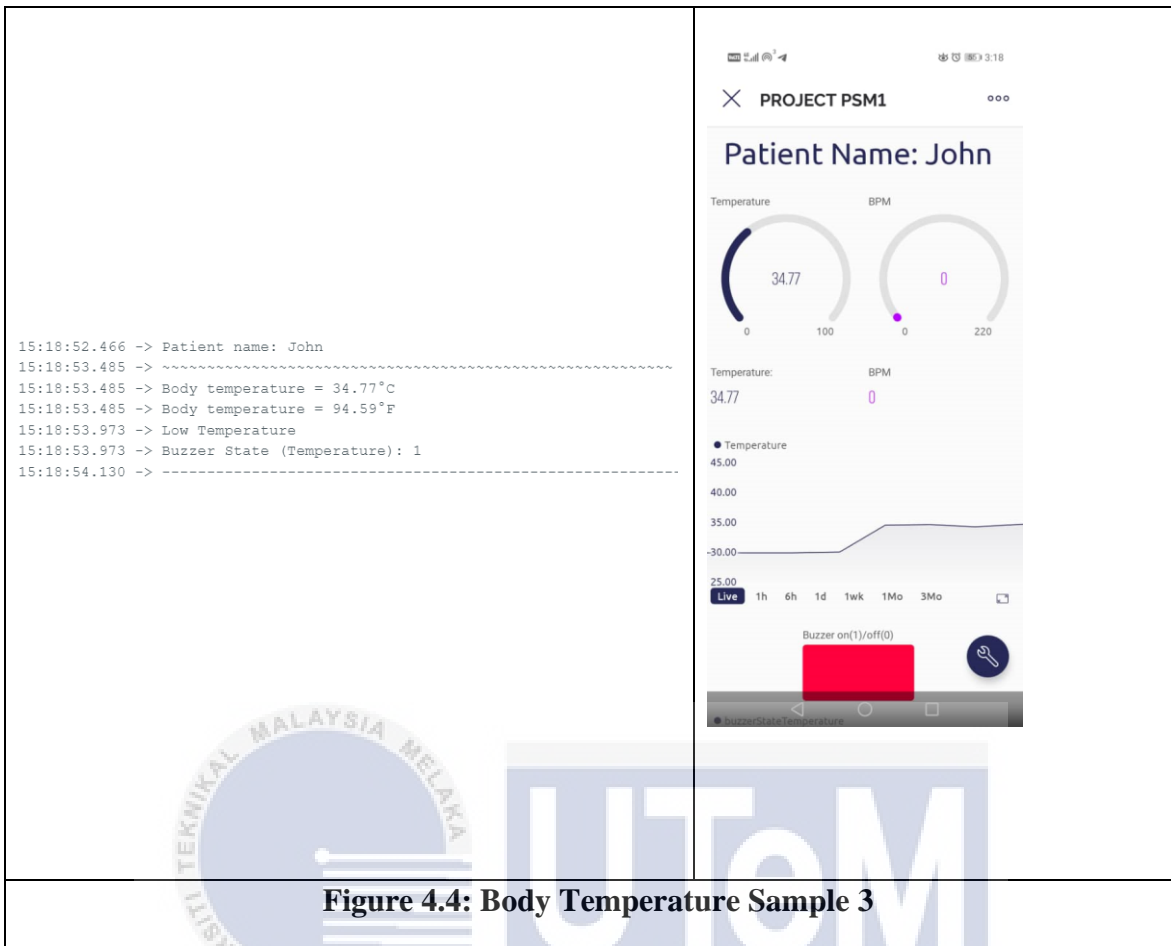 15:18:52.466 -> Patient name: John
15:18:53.485 -> ~~~~~~~~~~~~~~~~~~~~~~~~~~~~~~~~~~~~~~~~~~~~~~~~~~~~~~~~~
15:18:53.485 -> Body temperature = 34.77°C
15:18:53.485 -> Body temperature = 94.59°F
15:18:53.973 -> Low Temperature
15:18:53.973 -> Buzzer State (Temperature): 1
15:18:54.130 -> ----------------------------------------------------------
3:18
PROJECT PSM1
Patient Name: John
Temperature BPM
34.77 0
0 100 0 220
Temperature: BPM
34.77 0
Temperature
45.00
40.00
35.00
30.00
25.00
Live 1h 6h 1d 1wk 1Mo 3Mo
Buzzer on(1)/off(0)
buzzerStateTemperature
TEKNIKAL MALAYSIA MELAKA
UTeM
Figure 4.4: Body Temperature Sample 3